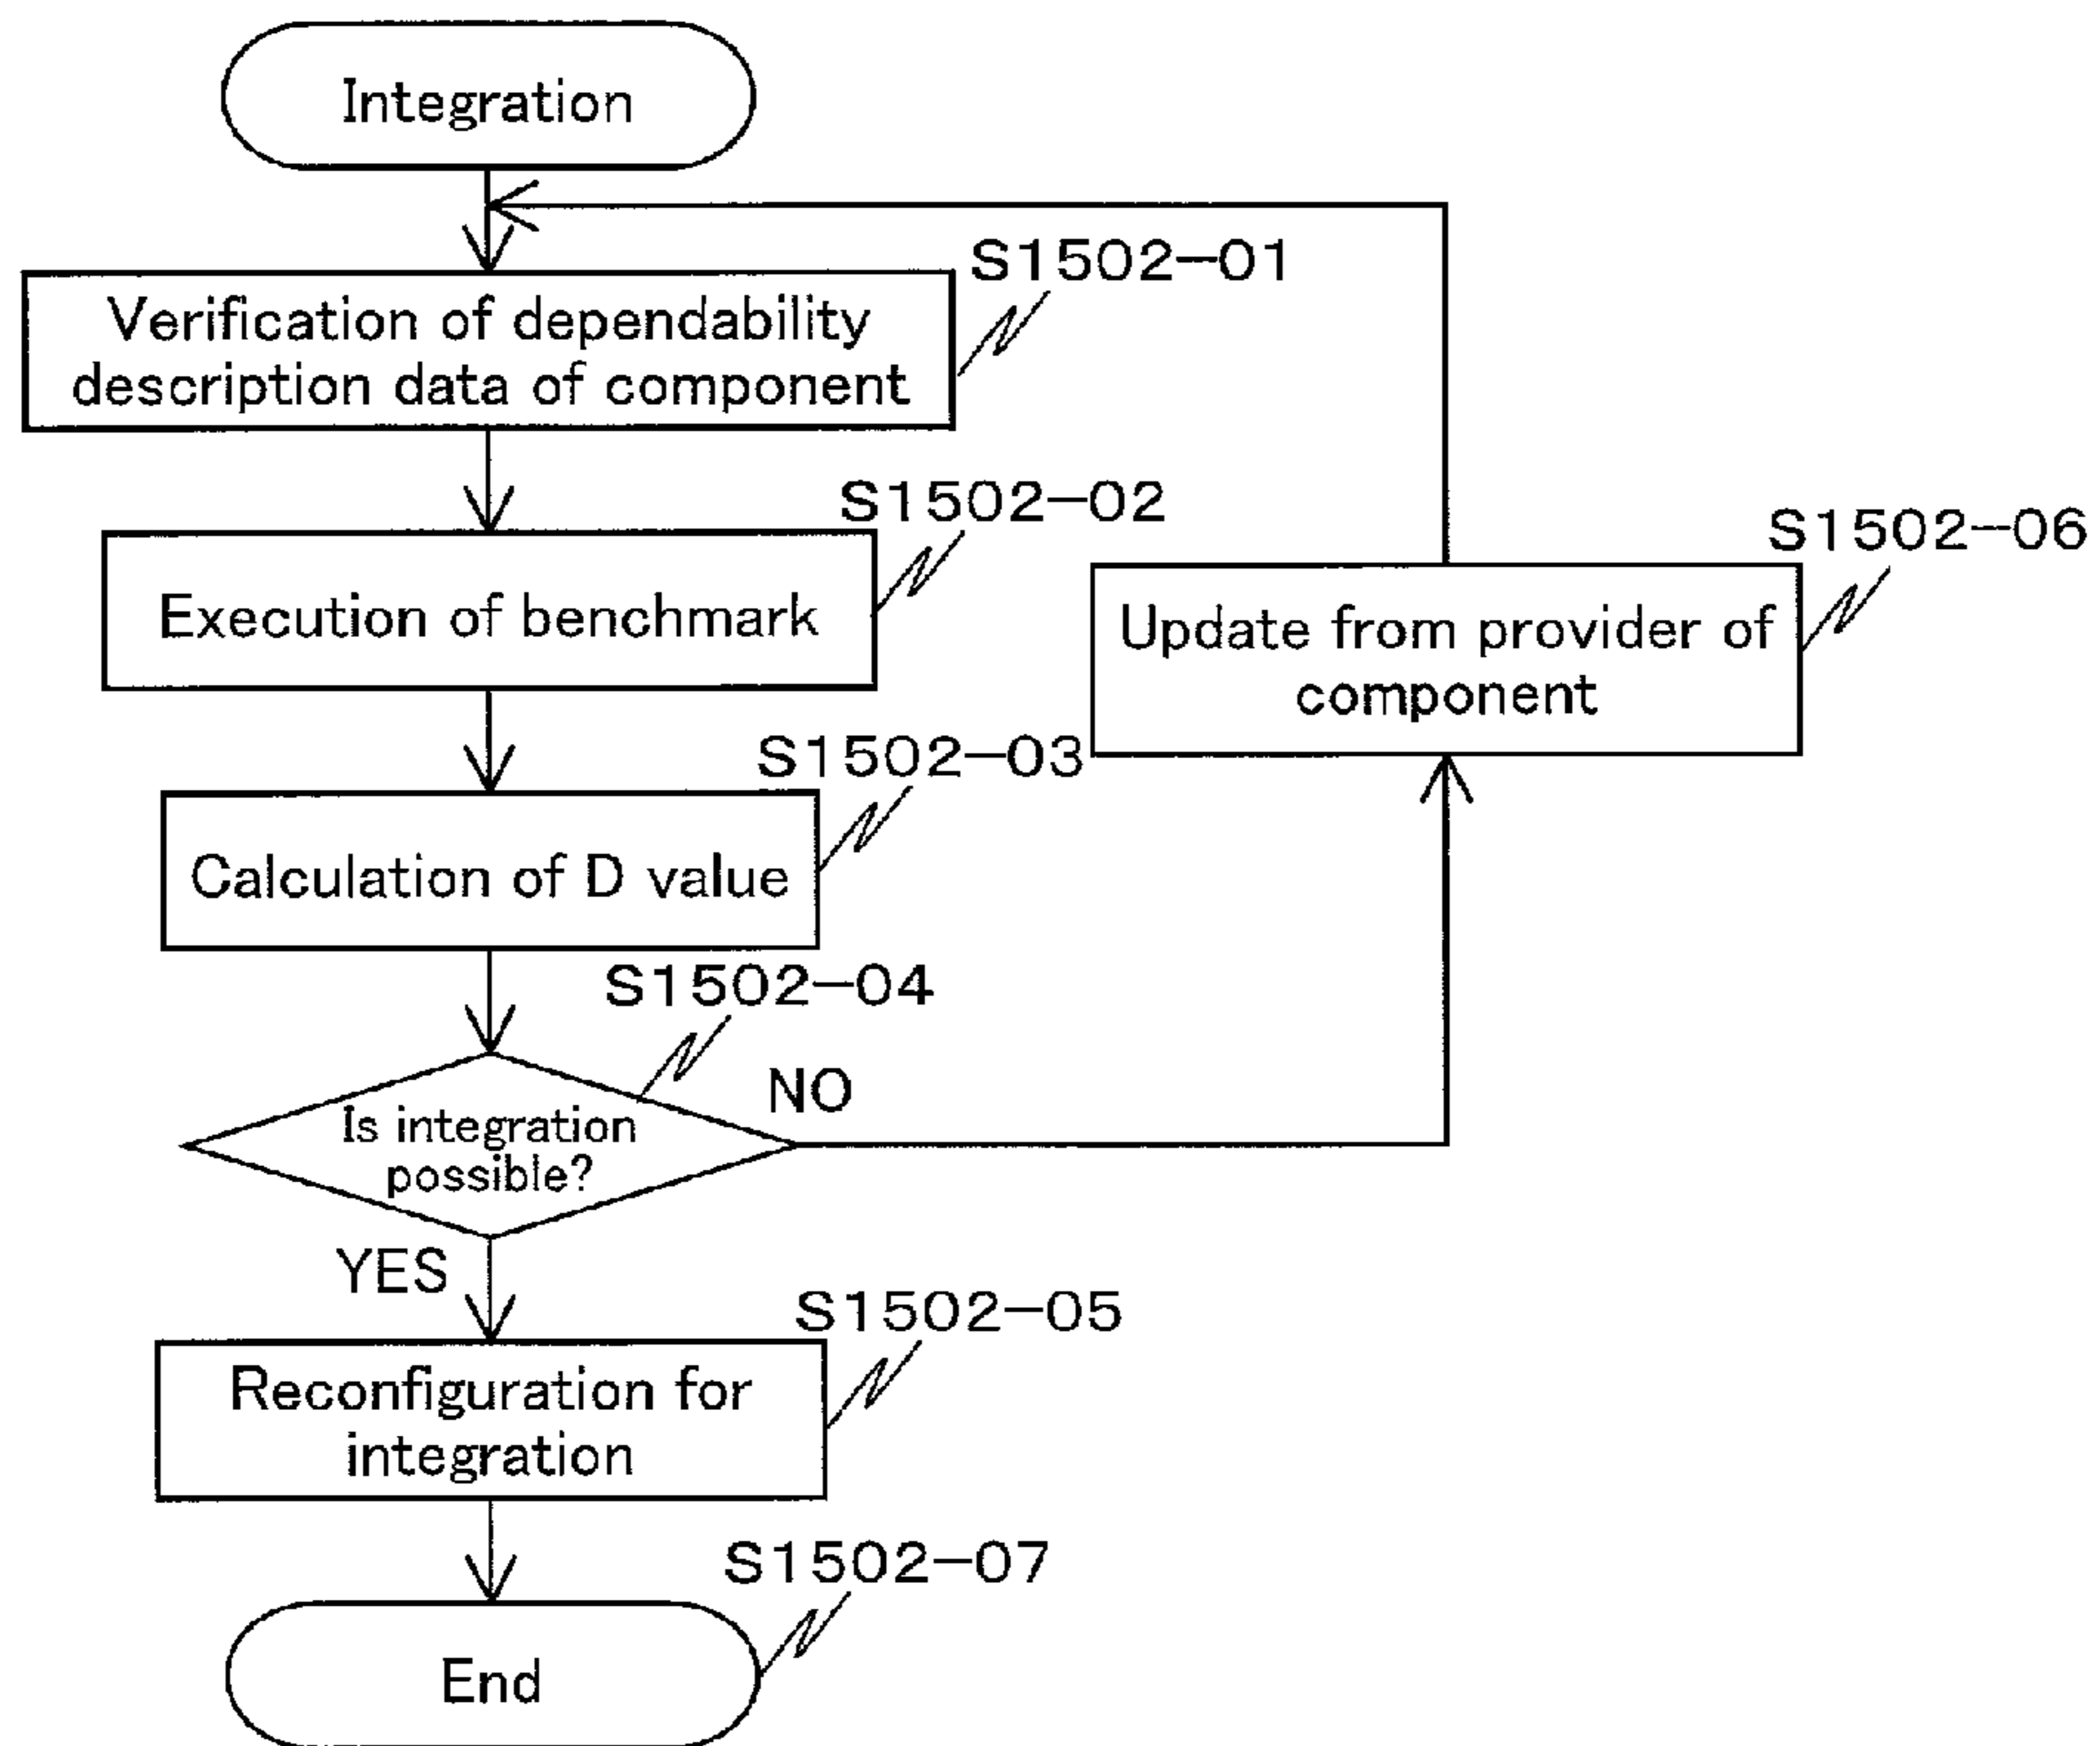 Integration
S1502-01
Verification of dependability
description data of component
S1502-02
Execution of benchmark
S1502-06
Update from provider of
component
S1502-03
Calculation of D value
S1502-04
Is integration
possible?
NO
YES
S1502-05
Reconfiguration for
integration
S1502-07
End